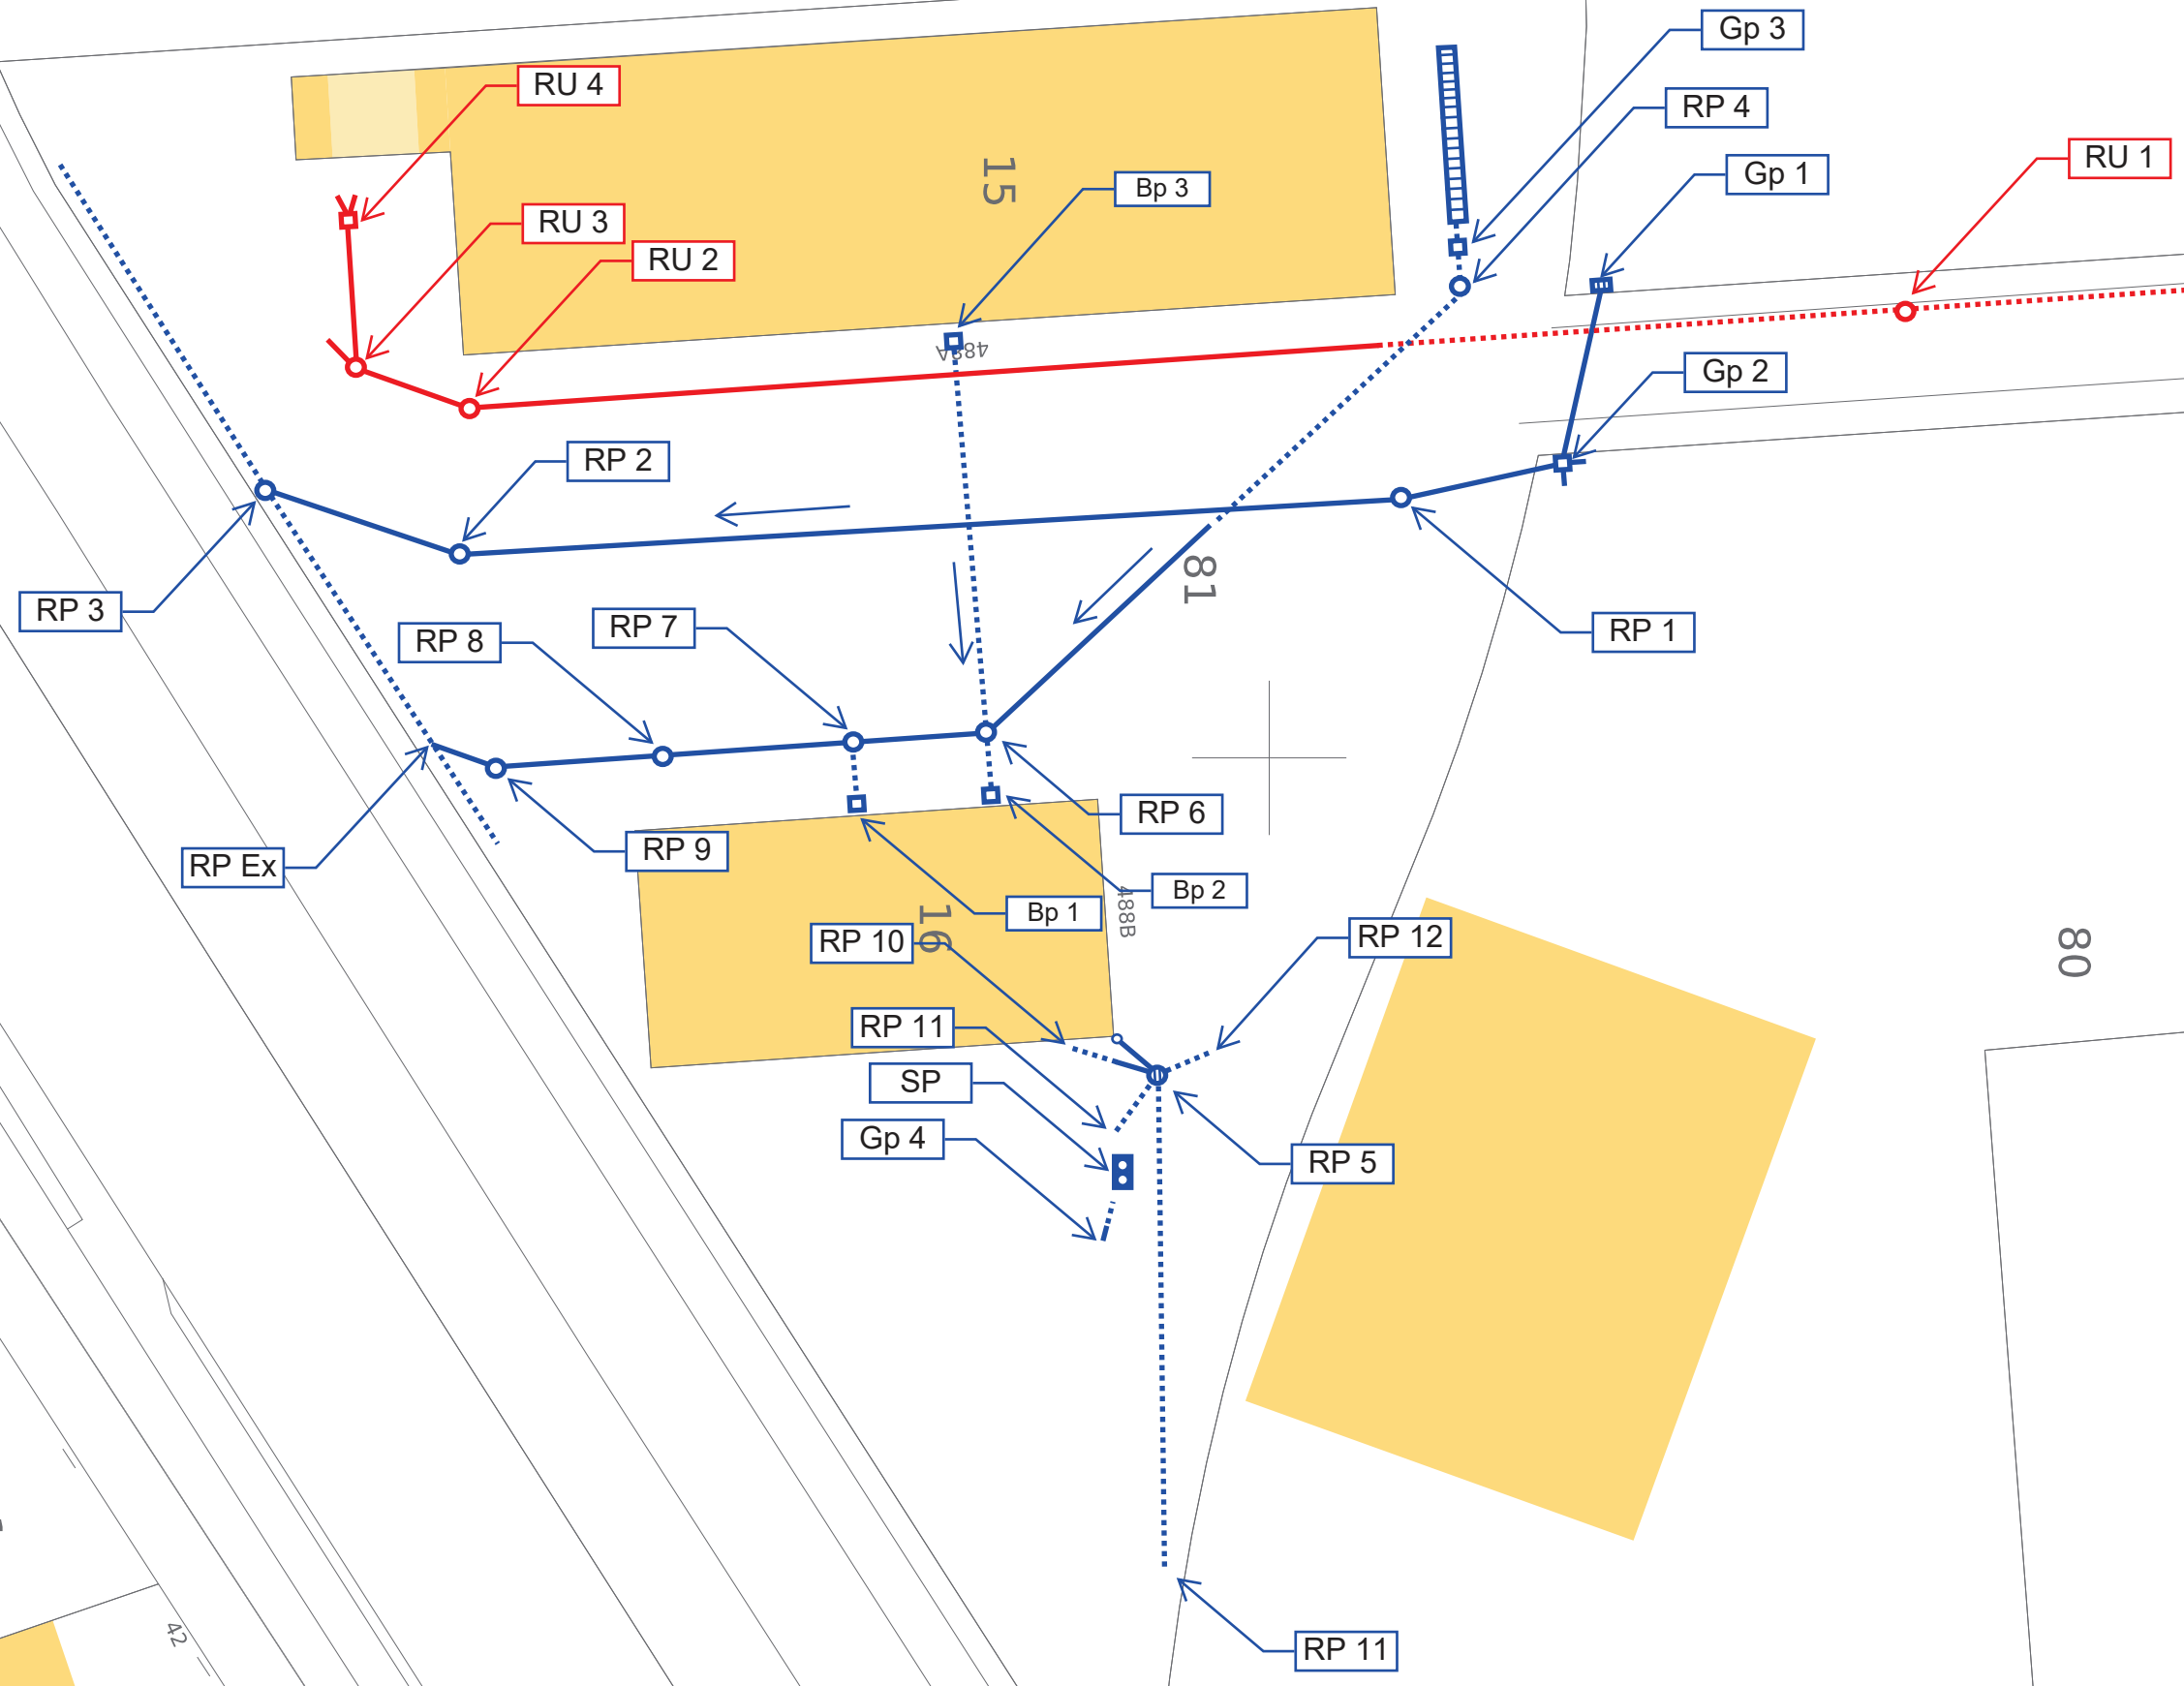 Gp 3
RU 4
RP 4
RU 1
15
Gp 1
Bp 3
RU 3
RU 2
488A
Gp 2
RP 2
81
RP 3
RP 8
RP 7
RP 1
RP 6
RP 9
RP Ex
Bp 2
Bp 1
488B
16
RP 10
RP 12
80
RP 11
SP
Gp 4
RP 5
42
RP 11